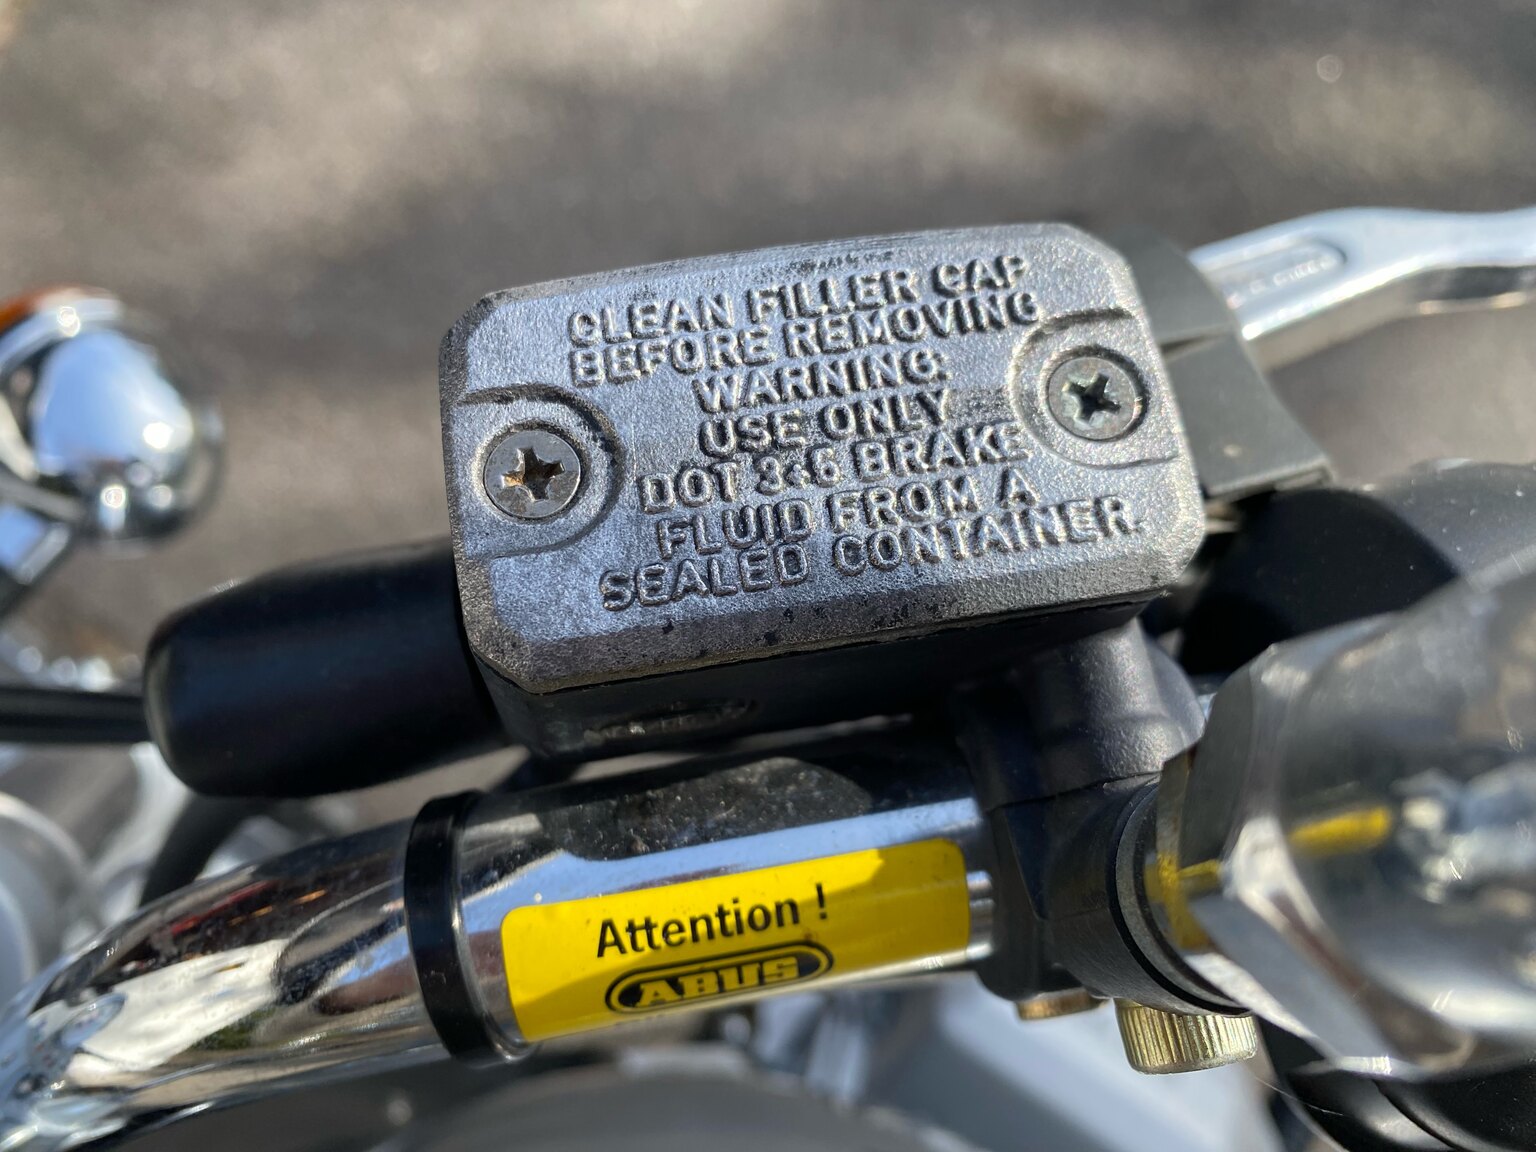 CLEAN FILLER CAP
BEFORE REMOVING
WARNING:
USE ONLY
DOT 3&5 BRAKE
FLUID FROM A
SEALED CONTAINER.
Attention !
ABUS